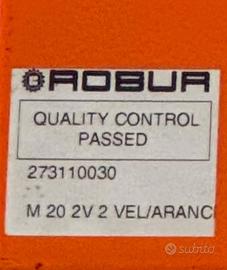 ROBUR
QUALITY CONTROL
PASSED
273110030
M 20 2V 2 VEL/ARANC
subito